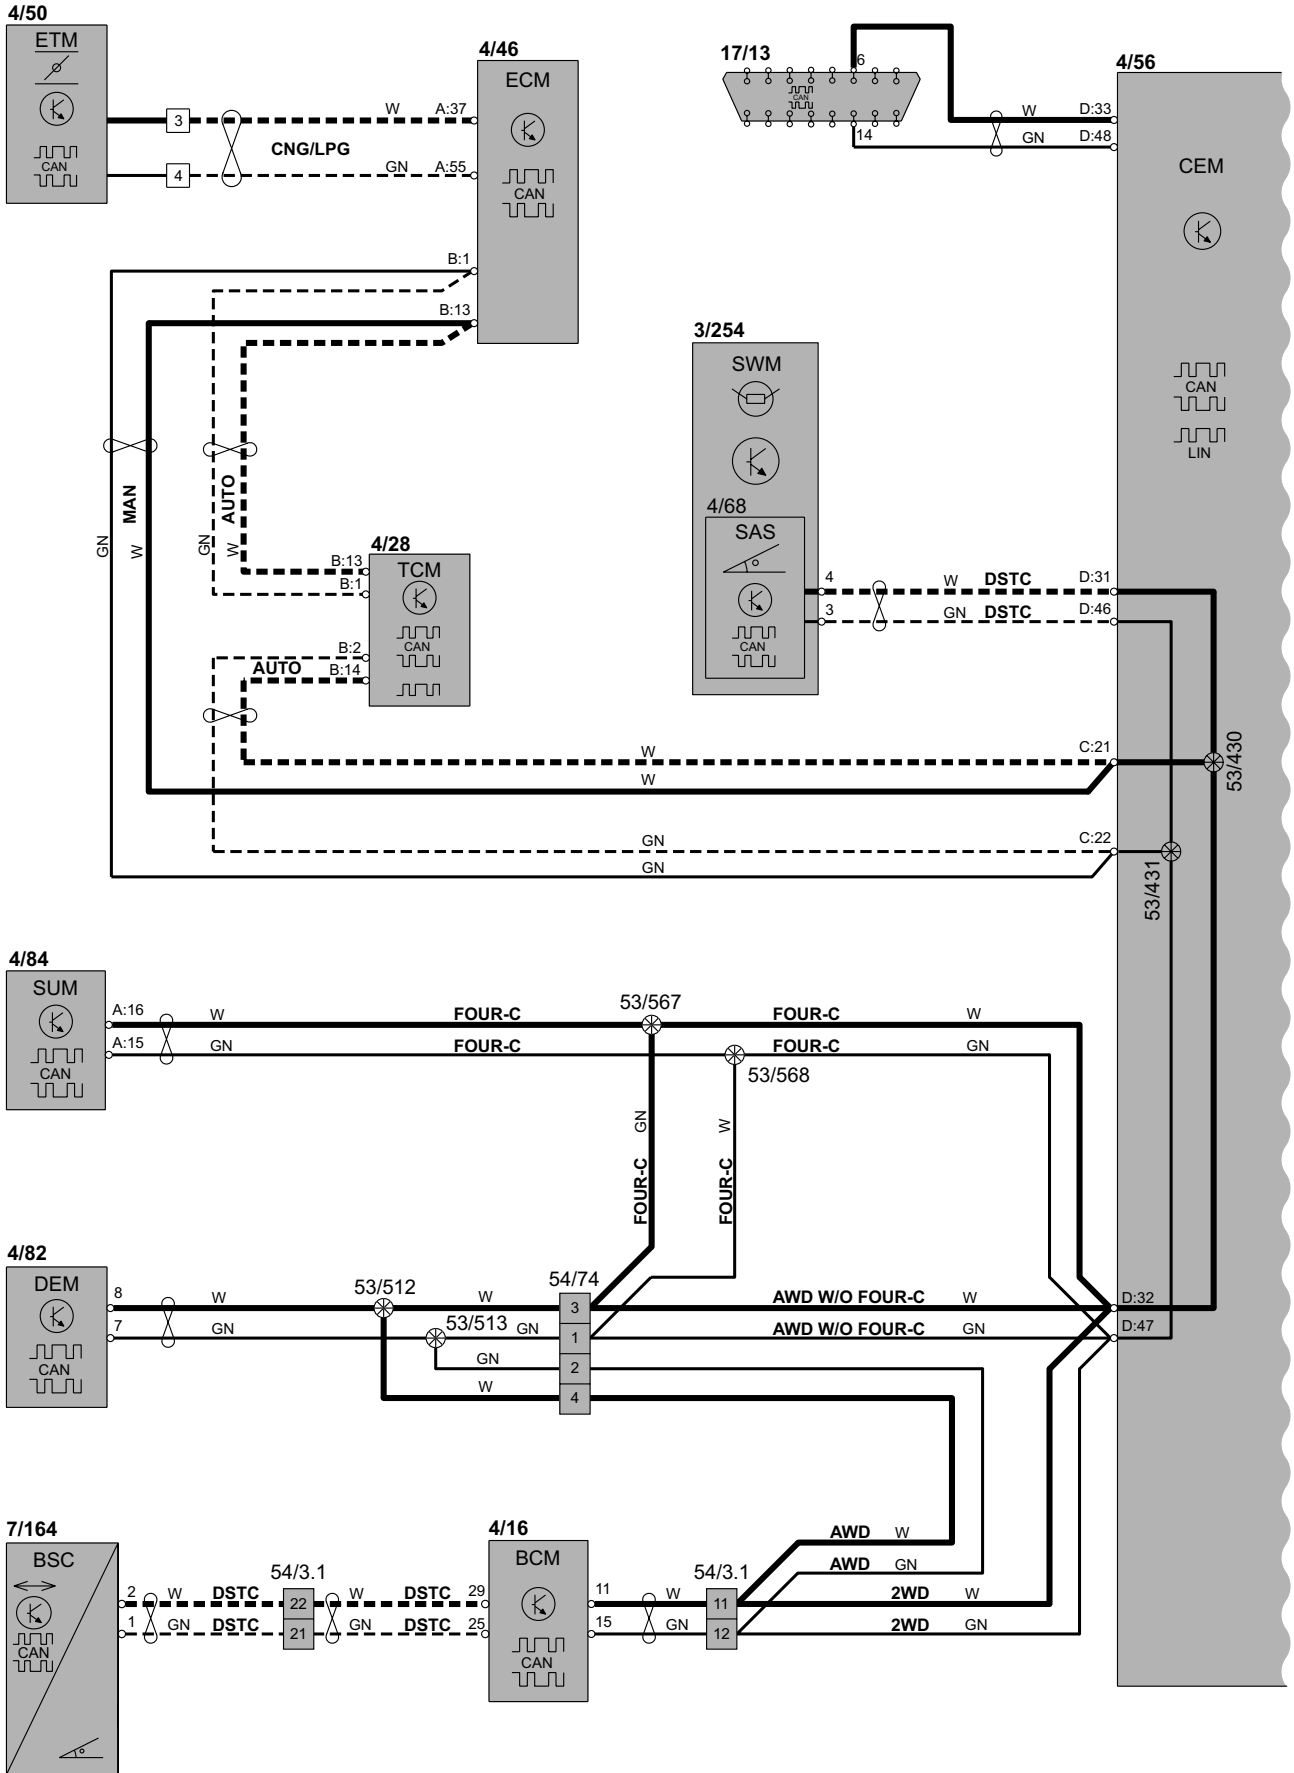 4/50
ETM
CAN
3
4
W
A:37
CNG/LPG
GN
A:55
4/46
ECM
CAN
B:1
B:13
17/13
CAN
6
14
W
D:33
GN
D:48
4/56
CEM
CAN
LIN
MAN
AUTO
GN
W
GN
W
4/28
B:13
B:1
TCM
CAN
B:2
AUTO
B:14
3/254
SWM
4/68
SAS
CAN
4
W
DSTC
D:31
3
GN
DSTC
D:46
W
C:21
W
53/430
GN
C:22
GN
53/431
4/84
SUM
CAN
A:16
W
FOUR-C
53/567
FOUR-C
W
A:15
GN
FOUR-C
FOUR-C
GN
53/568
GN
W
FOUR-C
FOUR-C
4/82
DEM
CAN
8
W
53/512
W
54/74
3
AWD W/O FOUR-C
W
D:32
7
GN
53/513
GN
1
AWD W/O FOUR-C
GN
D:47
GN
2
W
4
7/164
BSC
CAN
2
W
DSTC
54/3.1
22
W
DSTC
29
1
GN
DSTC
21
GN
DSTC
25
4/16
BCM
CAN
11
W
54/3.1
11
15
GN
12
AWD
W
AWD
GN
2WD
W
2WD
GN